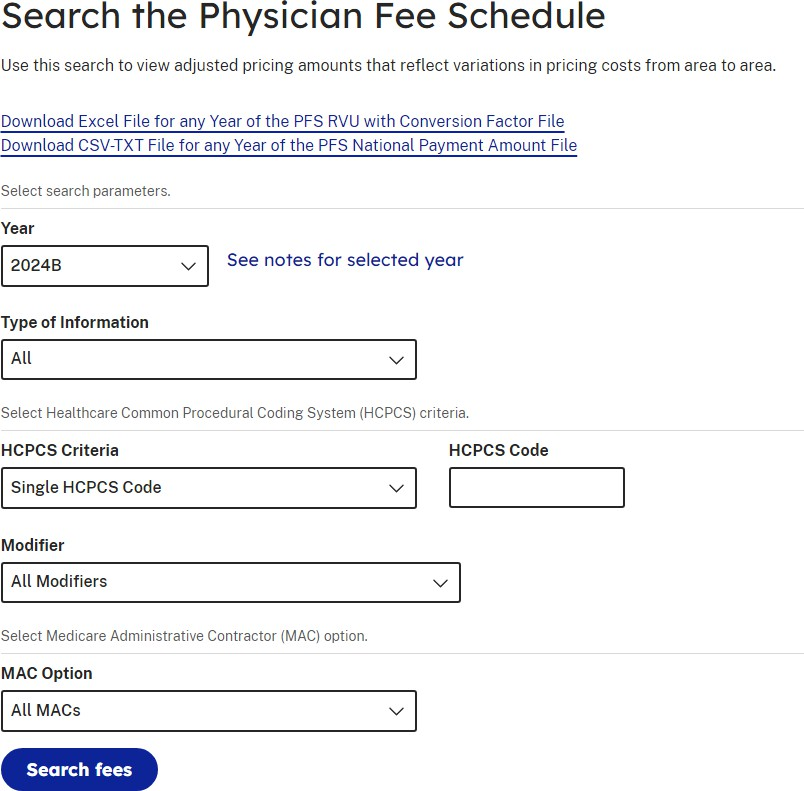 Search the Physician Fee Schedule
Use this search to view adjusted pricing amounts that reflect variations in pricing costs from area to area.
Download Excel File for any Year of the PFS RVU with Conversion Factor File
Download CSV-TXT File for any Year of the PFS National Payment Amount File
Select search parameters.
Year
2024B
See notes for selected year
Type of Information
All
Select Healthcare Common Procedural Coding System (HCPCS) criteria.
HCPCS Criteria
HCPCS Code
Single HCPCS Code
Modifier
All Modifiers
Select Medicare Administrative Contractor (MAC) option.
MAC Option
All MACs
Search fees